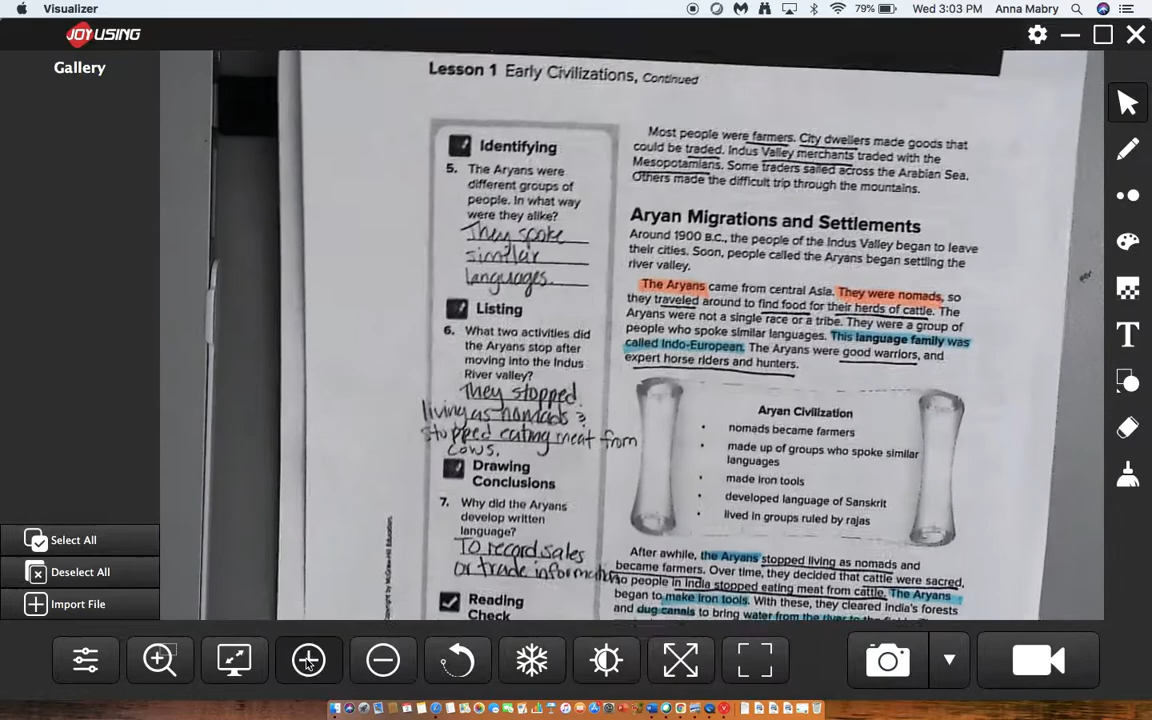 Visualizer
79%
Wed 3:03 PM
Anna Mabry
JOYUSING
Gallery
Lesson 1 Early Civilizations, Continued
Identifying
5. The Aryans were
different groups of
people. In what way
were they alike?
They spoke
similar
languages.
Listing
6. What two activities did
the Aryans stop after
moving into the Indus
River valley?
They stopped
living as nomads &
stopped eating meat from
cows.
Drawing
Conclusions
7. Why did the Aryans
develop written
language?
To record sales
or trade information
Reading
Check
Most people were farmers. City dwellers made goods that
could be traded. Indus Valley merchants traded with the
Mesopotamians. Some traders sailed across the Arabian Sea.
Others made the difficult trip through the mountains.
Aryan Migrations and Settlements
Around 1900 B.C., the people of the Indus Valley began to leave
their cities. Soon, people called the Aryans began settling the
river valley.
The Aryans came from central Asia. They were nomads, so
they traveled around to find food for their herds of cattle. The
Aryans were not a single race or a tribe. They were a group of
people who spoke similar languages. This language family was
called Indo-European. The Aryans were good warriors, and
expert horse riders and hunters.
Aryan Civilization
• nomads became farmers
• made up of groups who spoke similar
languages
• made iron tools
• developed language of Sanskrit
• lived in groups ruled by rajas
After awhile, the Aryans stopped living as nomads and
became farmers. Over time, they decided that cattle were sacred,
so people in India stopped eating meat from cattle. The Aryans
began to make iron tools. With these, they cleared India's forests
and dug canals to bring water from the river to the
Select All
Deselect All
Import File
T